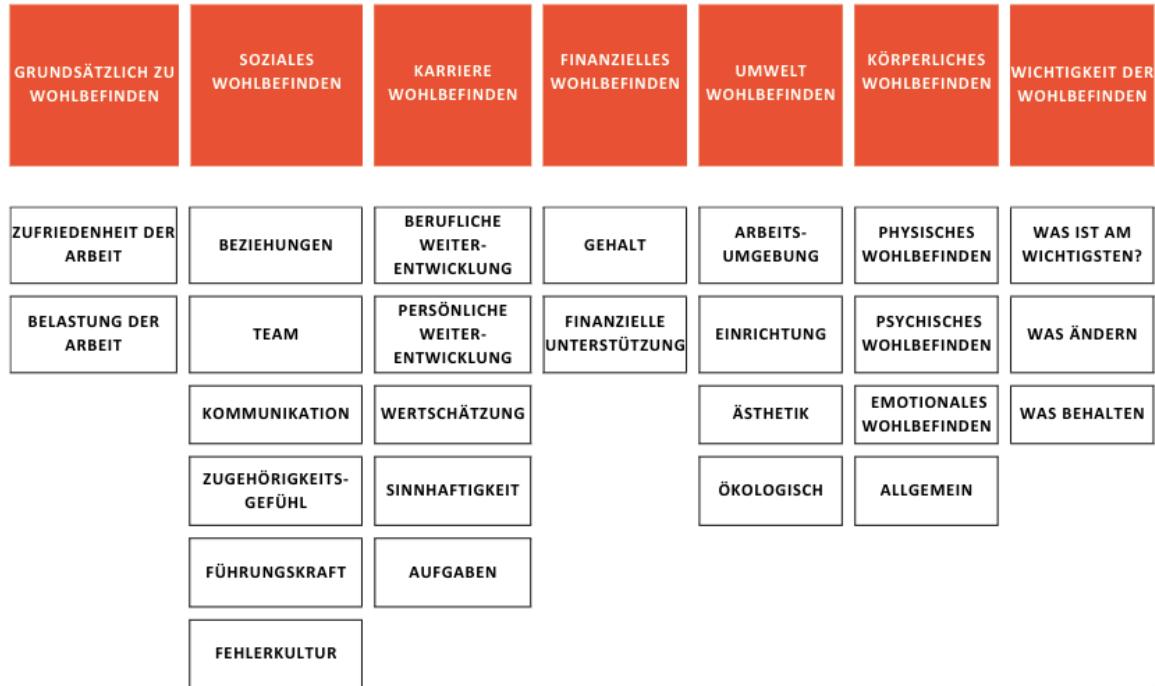 GRUNDSÄTZLICH ZU
WOHLBEFINDEN
SOZIALES
WOHLBEFINDEN
KARRIERE
WOHLBEFINDEN
FINANZIELLES
WOHLBEFINDEN
UMWELT
WOHLBEFINDEN
KÖRPERLICHES
WOHLBEFINDEN
WICHTIGKEIT DER
WOHLBEFINDEN
ZUFRIEDENHEIT DER
ARBEIT
BEZIEHUNGEN
BERUFLICHE
WEITER-
ENTWICKLUNG
GEHALT
ARBEITS-
UMGEBUNG
PHYSISCHES
WOHLBEFINDEN
WAS IST AM
WICHTIGSTEN?
BELASTUNG DER
ARBEIT
TEAM
PERSÖNLICHE
WEITER-
ENTWICKLUNG
FINANZIELLE
UNTERSTÜTZUNG
EINRICHTUNG
PSYCHISCHES
WOHLBEFINDEN
WAS ÄNDERN
KOMMUNIKATION
WERTSCHÄTZUNG
ÄSTHETIK
EMOTIONALES
WOHLBEFINDEN
WAS BEHALTEN
ZUGEHÖRIGKEITS-
GEFÜHL
SINNHAFTIGKEIT
ÖKOLOGISCH
ALLGEMEIN
FÜHRUNGSKRAFT
AUFGABEN
FEHLERKULTUR